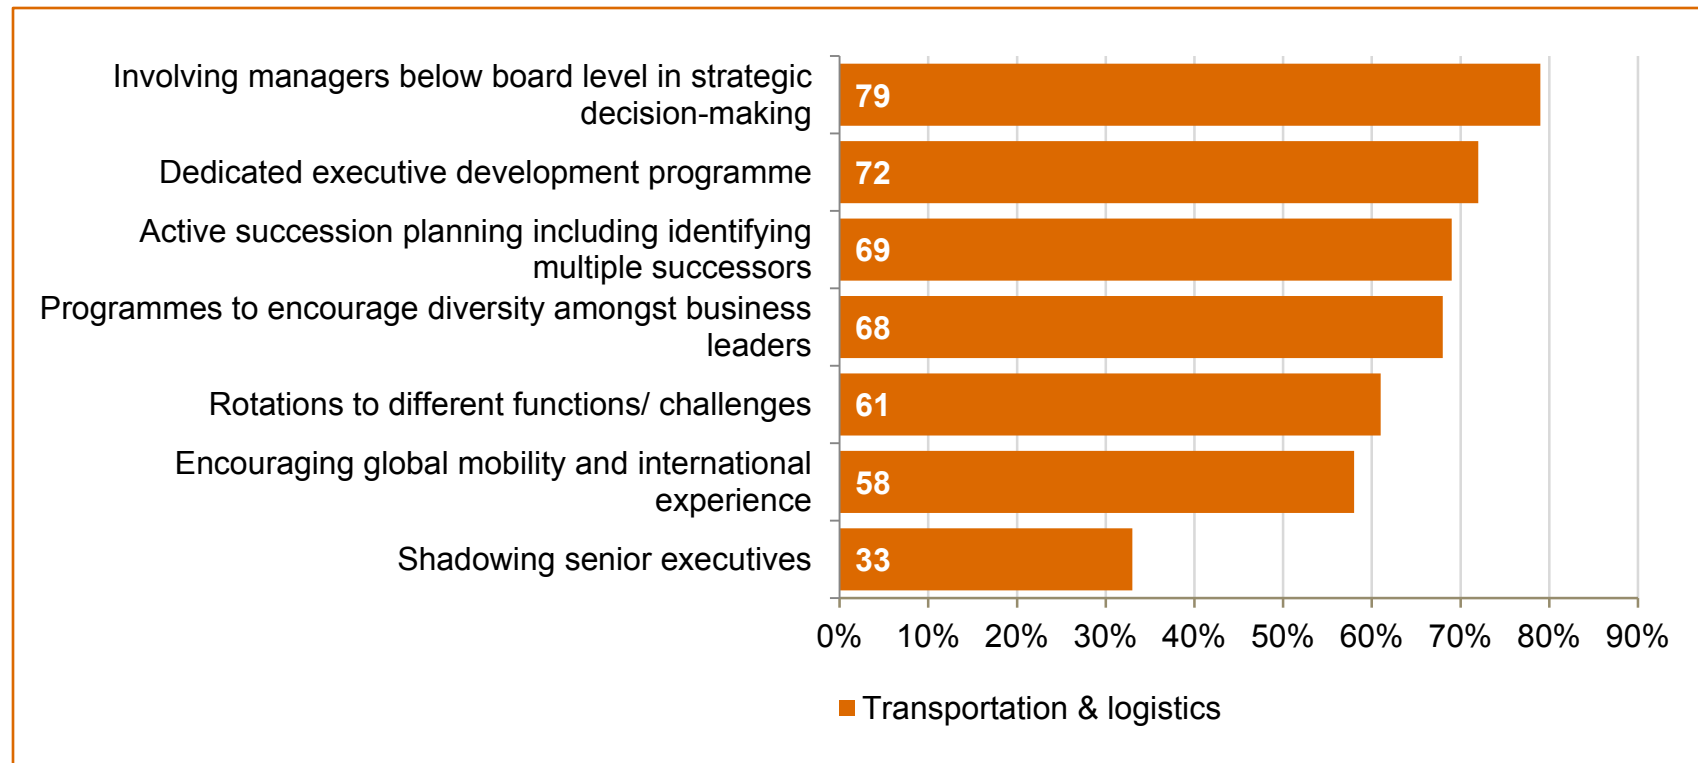 Involving managers below board level in strategic
decision-making
79
Dedicated executive development programme
72
Active succession planning including identifying
multiple successors
69
Programmes to encourage diversity amongst business
leaders
68
Rotations to different functions/ challenges
61
Encouraging global mobility and international
experience
58
Shadowing senior executives
33
0% 10% 20% 30% 40% 50% 60% 70% 80% 90%
Transportation & logistics